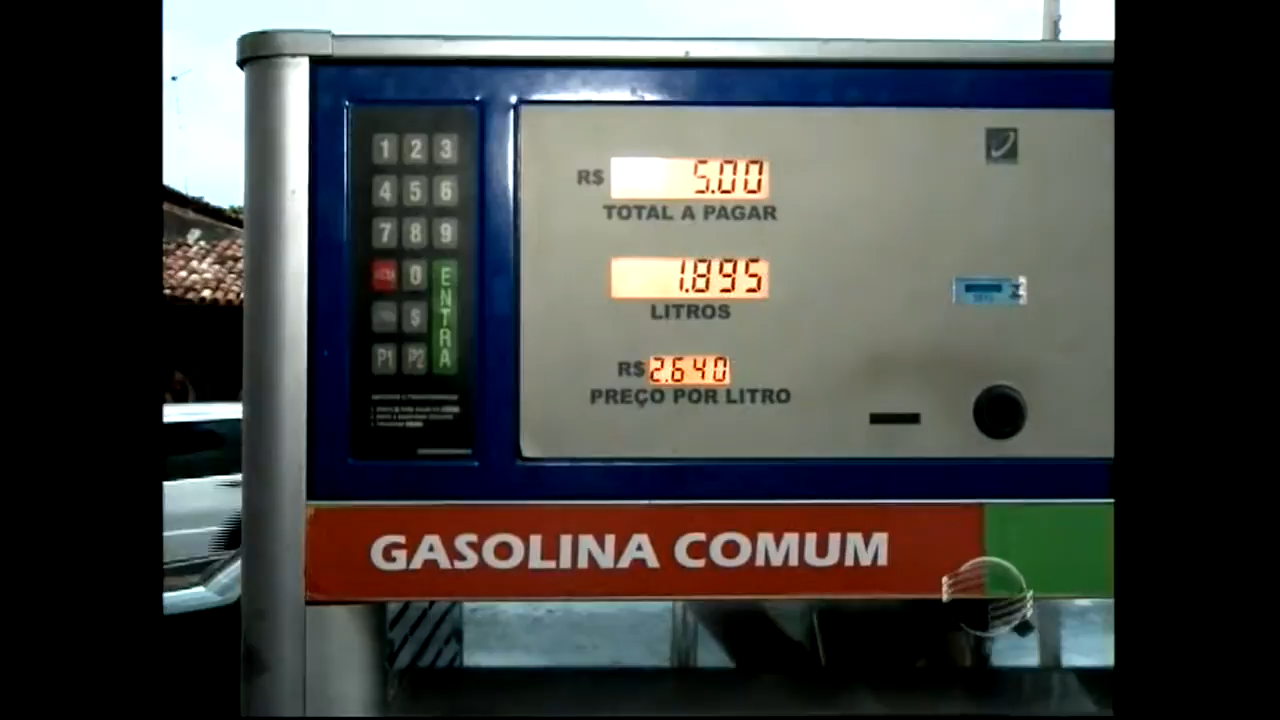 1 2 3
4 5 6
7 8 9
0
$
P1 P2
ENTRA
R$ 5.00
TOTAL A PAGAR
1.895
LITROS
R$ 2.640
PREÇO POR LITRO
GASOLINA COMUM